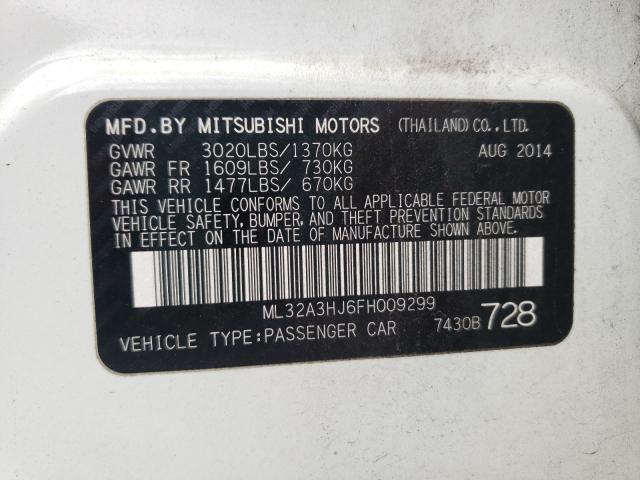 MFD.BY MITSUBISHI MOTORS (THAILAND)CO.,LTD.
GVWR 3020LBS/1370KG AUG 2014
GAWR FR 1609LBS/ 730KG
GAWR RR 1477LBS/ 670KG
THIS VEHICLE CONFORMS TO ALL APPLICABLE FEDERAL MOTOR
VEHICLE SAFETY, BUMPER, AND THEFT PREVENTION STANDARDS
IN EFFECT ON THE DATE OF MANUFACTURE SHOWN ABOVE.
ML32A3HJ6FH009299
VEHICLE TYPE:PASSENGER CAR 7430B 728